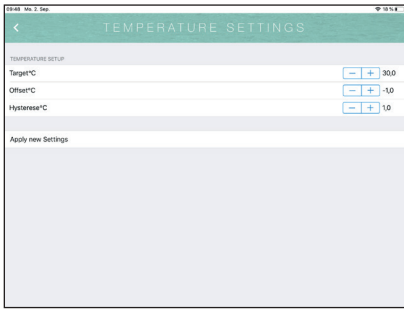 09:48 Mo. 2. Sep. 18 %
TEMPERATURE SETTINGS
TEMPERATURE SETUP
Target°C − + 30,0
Offset°C − + -1,0
Hysterese°C − + 1,0
Apply new Settings